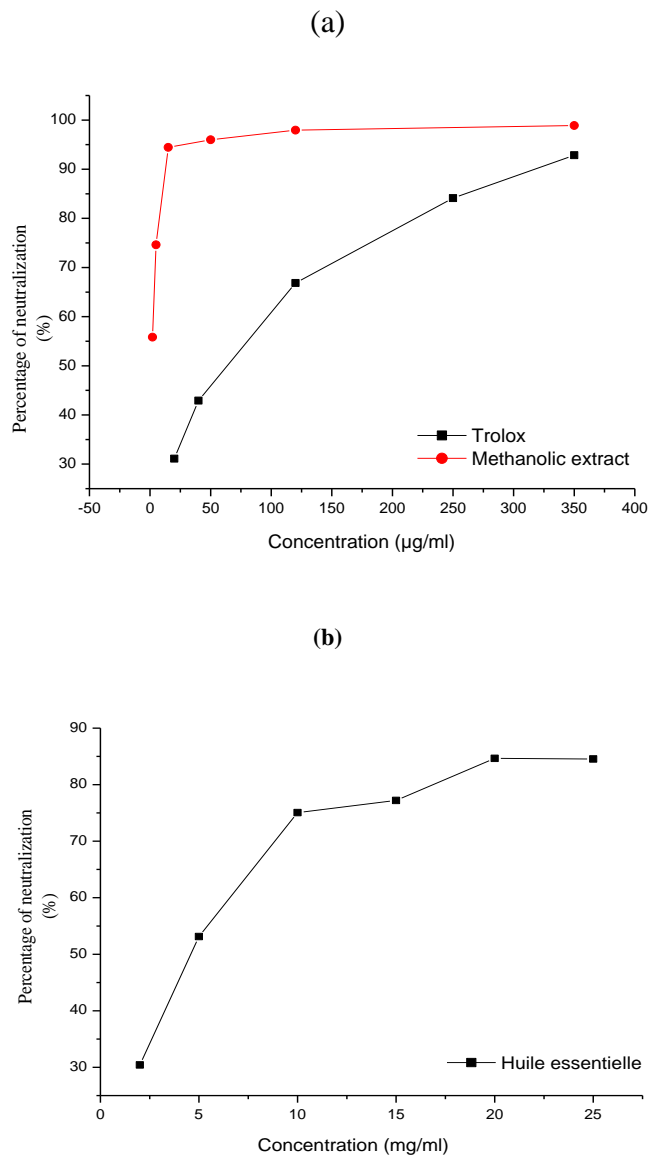 (a)
100
90
80
70
60
50
40
30
Percentage of neutralization
(%)
Trolox
Methanolic extract
-50 0 50 100 150 200 250 300 350 400
Concentration (µg/ml)
(b)
90
80
70
60
50
40
30
Percentage of neutralization
(%)
Huile essentielle
0 5 10 15 20 25
Concentration (mg/ml)